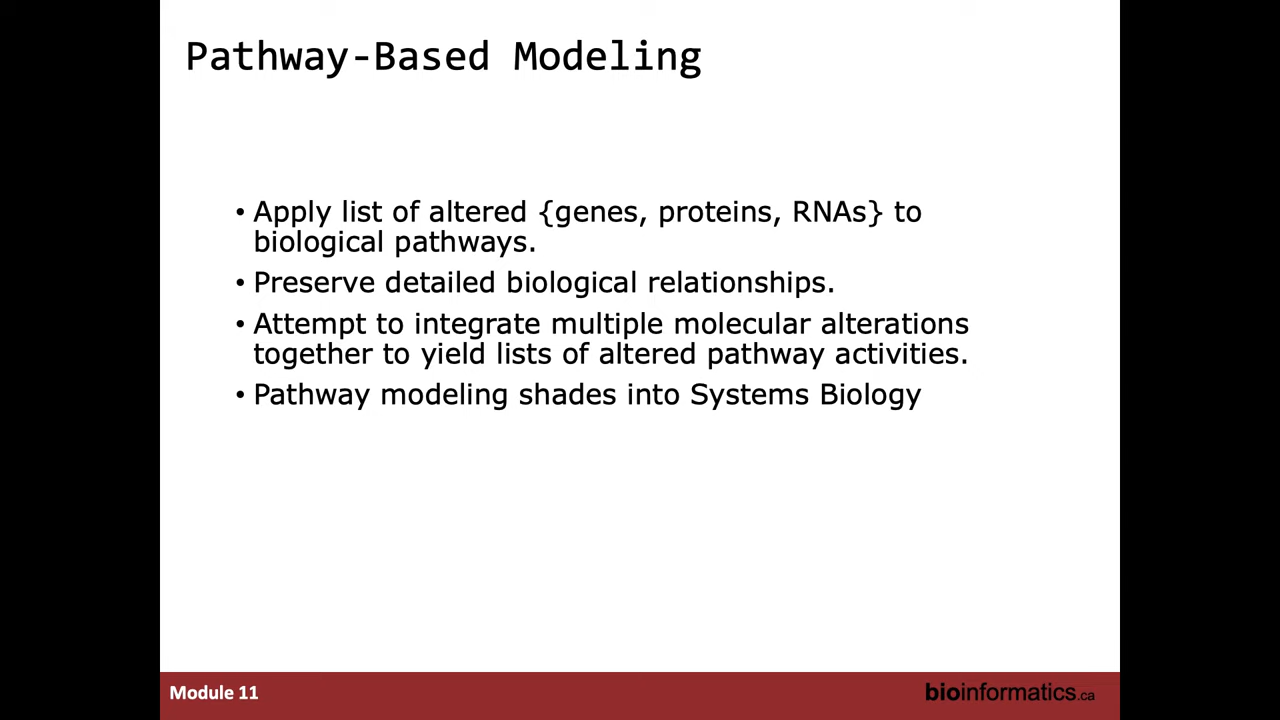 Pathway-Based Modeling
• Apply list of altered {genes, proteins, RNAs} to
biological pathways.
• Preserve detailed biological relationships.
• Attempt to integrate multiple molecular alterations
together to yield lists of altered pathway activities.
• Pathway modeling shades into Systems Biology
Module 11
bioinformatics.ca